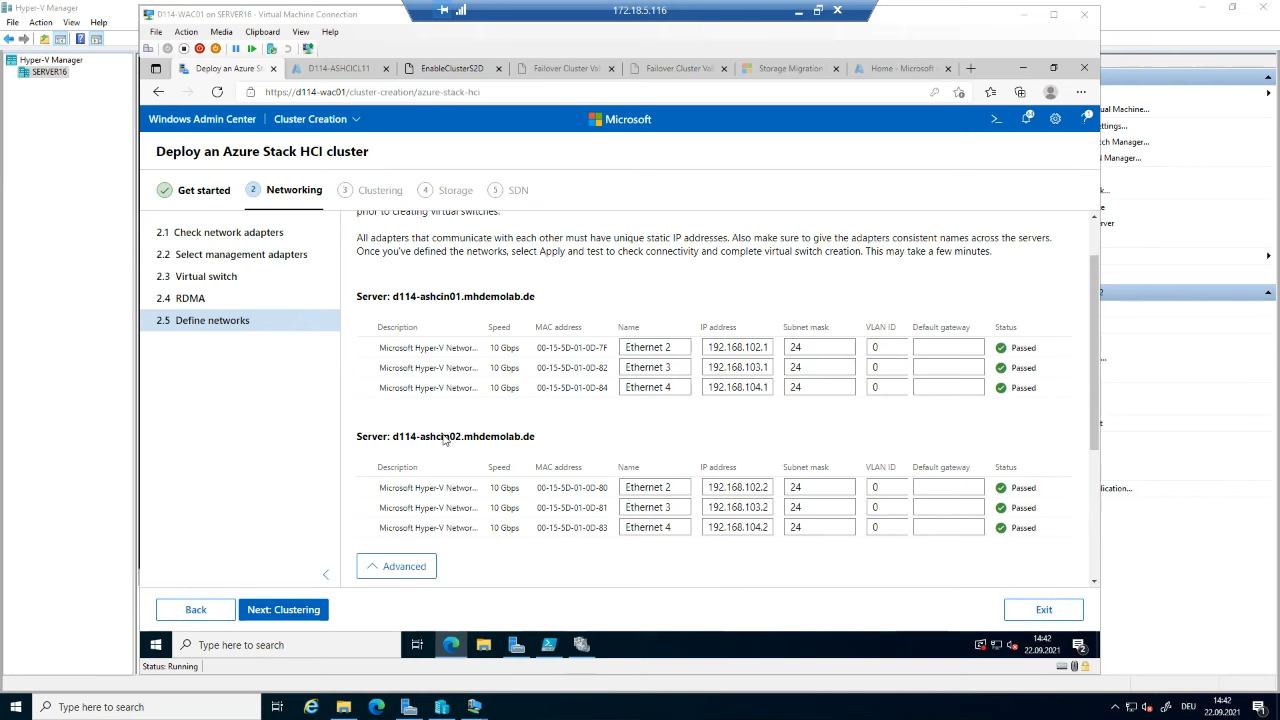 Hyper-V Manager
File Action View Help
Hyper-V Manager
SERVER16
D114-WAC01 on SERVER16 - Virtual Machine Connection
172.18.5.116
File Action Media Clipboard View Help
Deploy an Azure St
D114-ASHCICL11
EnableClusterS2D
Failover Cluster Val
Failover Cluster Val
Storage Migration
Home - Microsoft
https://d114-wac01/cluster-creation/azure-stack-hci
Windows Admin Center
Cluster Creation
Microsoft
Deploy an Azure Stack HCI cluster
Get started
2 Networking
3 Clustering
4 Storage
5 SDN
2.1 Check network adapters
2.2 Select management adapters
2.3 Virtual switch
2.4 RDMA
2.5 Define networks
prior to creating virtual switches.
All adapters that communicate with each other must have unique static IP addresses. Also make sure to give the adapters consistent names across the servers.
Once you've defined the networks, select Apply and test to check connectivity and complete virtual switch creation. This may take a few minutes.
Server: d114-ashcin01.mhdemolab.de
Description Speed MAC address Name IP address Subnet mask VLAN ID Default gateway Status
Microsoft Hyper-V Networ... 10 Gbps 00-15-5D-01-0D-7F Ethernet 2 192.168.102.1 24 0 Passed
Microsoft Hyper-V Networ... 10 Gbps 00-15-5D-01-0D-82 Ethernet 3 192.168.103.1 24 0 Passed
Microsoft Hyper-V Networ... 10 Gbps 00-15-5D-01-0D-84 Ethernet 4 192.168.104.1 24 0 Passed
Server: d114-ashcin02.mhdemolab.de
Description Speed MAC address Name IP address Subnet mask VLAN ID Default gateway Status
Microsoft Hyper-V Networ... 10 Gbps 00-15-5D-01-0D-80 Ethernet 2 192.168.102.2 24 0 Passed
Microsoft Hyper-V Networ... 10 Gbps 00-15-5D-01-0D-81 Ethernet 3 192.168.103.2 24 0 Passed
Microsoft Hyper-V Networ... 10 Gbps 00-15-5D-01-0D-83 Ethernet 4 192.168.104.2 24 0 Passed
Advanced
Back
Next: Clustering
Exit
ual Machine...
ettings...
tch Manager...
N Manager...
erver
lication...
Type here to search
14:42
22.09.2021
2
Status: Running
Type here to search
DEU
14:42
22.09.2021
1